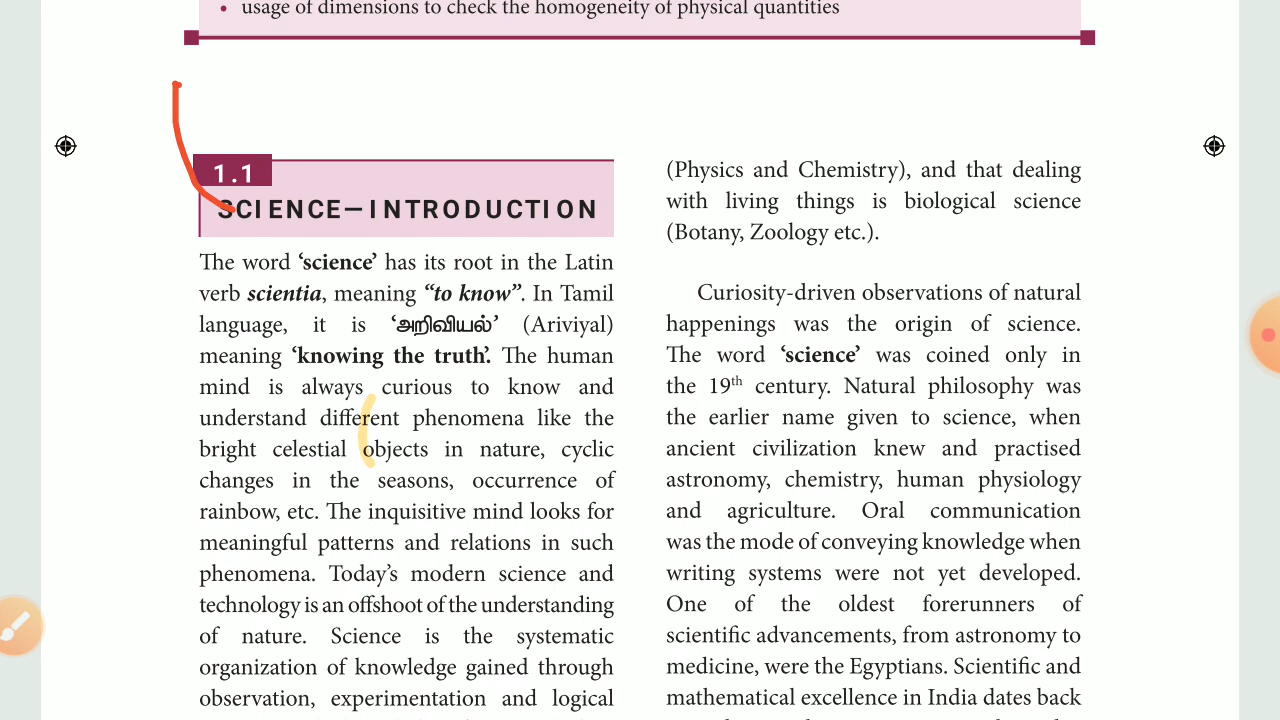 • usage of dimensions to check the homogeneity of physical quantities
1.1
SCIENCE—INTRODUCTION
The word ‘science’ has its root in the Latin
verb scientia, meaning “to know”. In Tamil
language, it is ‘அறிவியல்’ (Ariviyal)
meaning ‘knowing the truth’. The human
mind is always curious to know and
understand different phenomena like the
bright celestial objects in nature, cyclic
changes in the seasons, occurrence of
rainbow, etc. The inquisitive mind looks for
meaningful patterns and relations in such
phenomena. Today’s modern science and
technology is an offshoot of the understanding
of nature. Science is the systematic
organization of knowledge gained through
observation, experimentation and logical
(Physics and Chemistry), and that dealing
with living things is biological science
(Botany, Zoology etc.).
Curiosity-driven observations of natural
happenings was the origin of science.
The word ‘science’ was coined only in
the 19th century. Natural philosophy was
the earlier name given to science, when
ancient civilization knew and practised
astronomy, chemistry, human physiology
and agriculture. Oral communication
was the mode of conveying knowledge when
writing systems were not yet developed.
One of the oldest forerunners of
scientific advancements, from astronomy to
medicine, were the Egyptians. Scientific and
mathematical excellence in India dates back